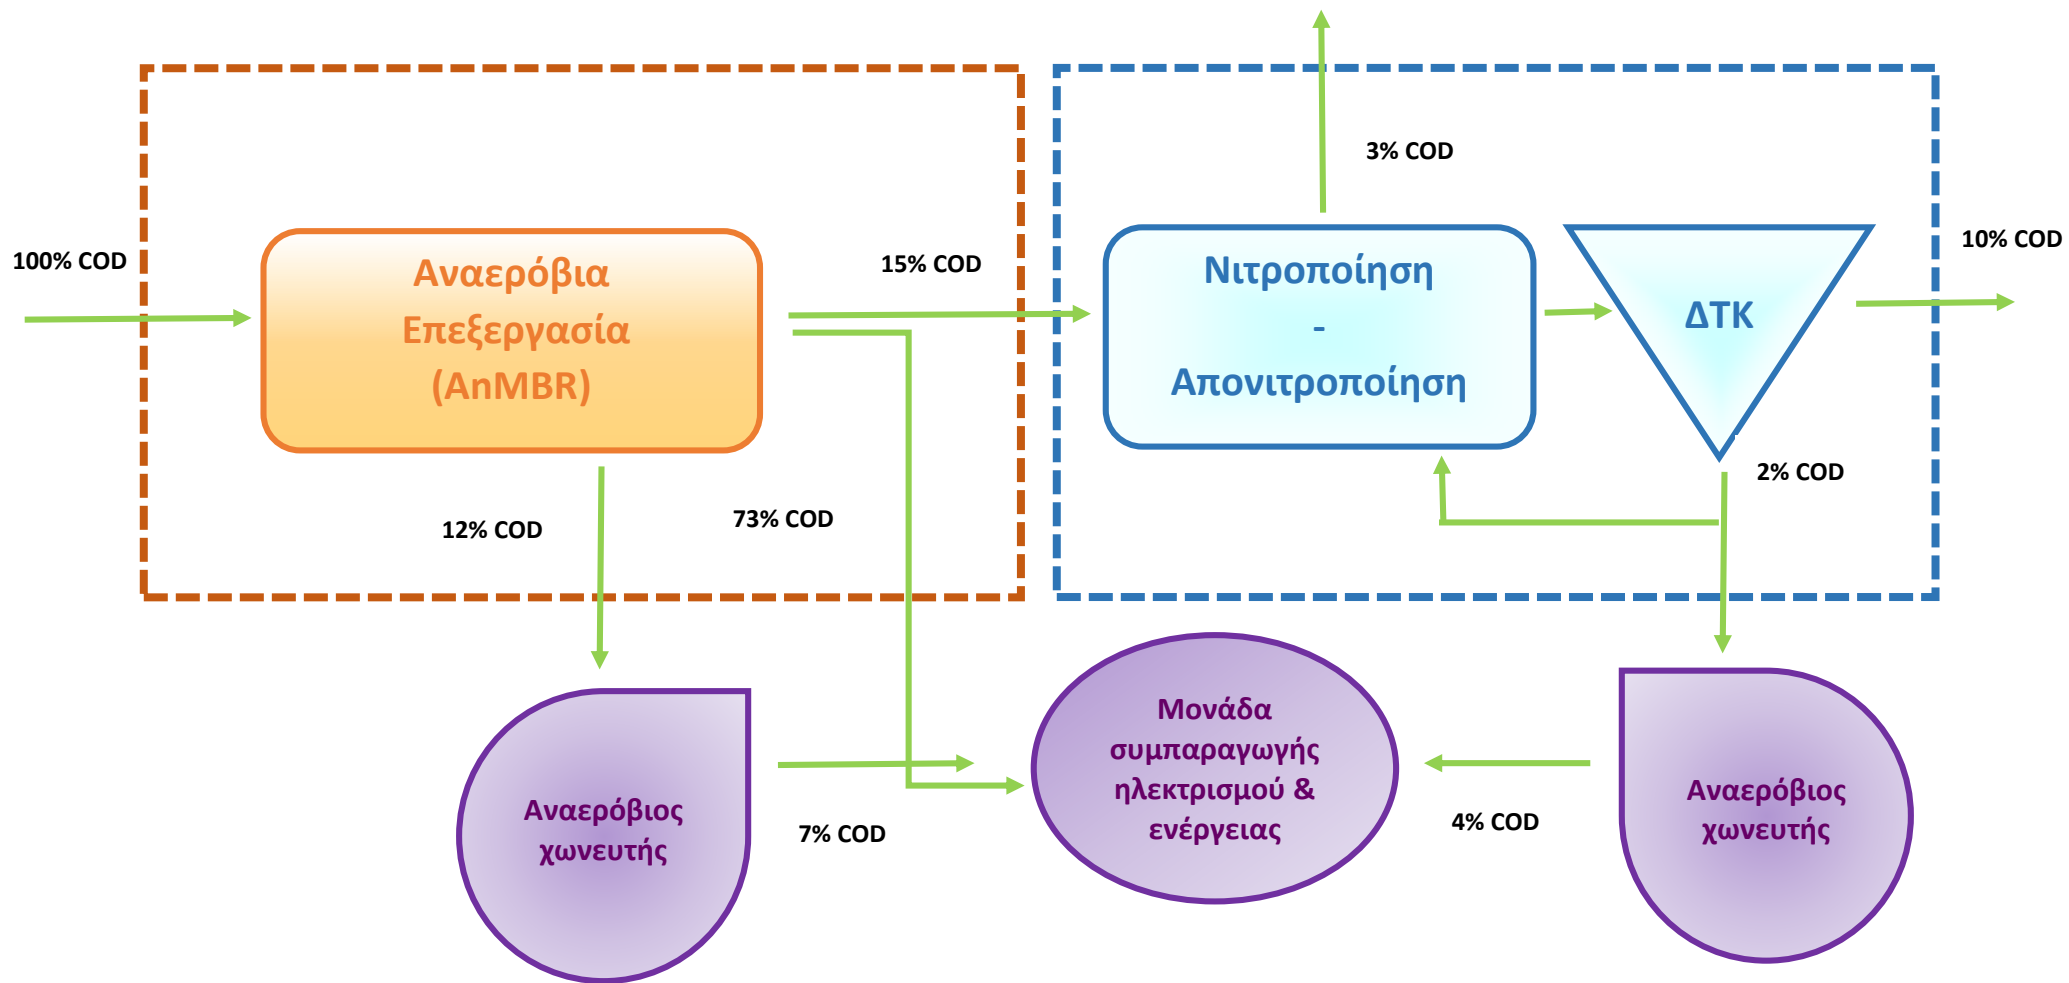 3% COD
100% COD
Αναερόβια
Επεξεργασία
(AnMBR)
15% COD
Νιτροποίηση
-
Απονιτροποίηση
ΔΤΚ
10% COD
12% COD
73% COD
2% COD
Αναερόβιος
χωνευτής
7% COD
Μονάδα
συμπαραγωγής
ηλεκτρισμού &
ενέργειας
4% COD
Αναερόβιος
χωνευτής